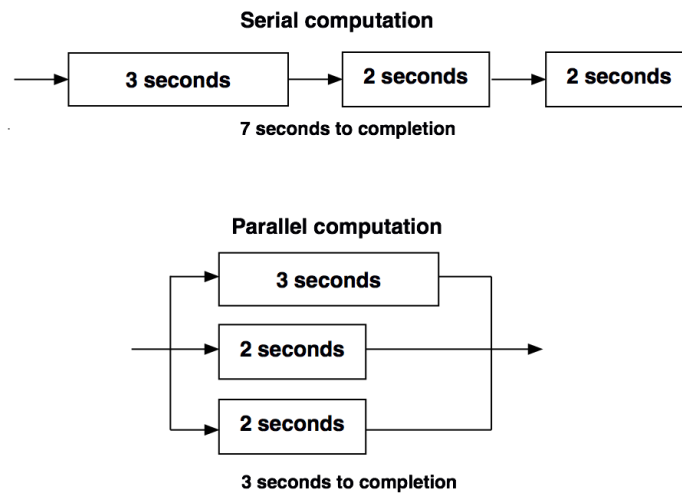 Serial computation
3 seconds
2 seconds
2 seconds
7 seconds to completion
Parallel computation
3 seconds
2 seconds
2 seconds
3 seconds to completion